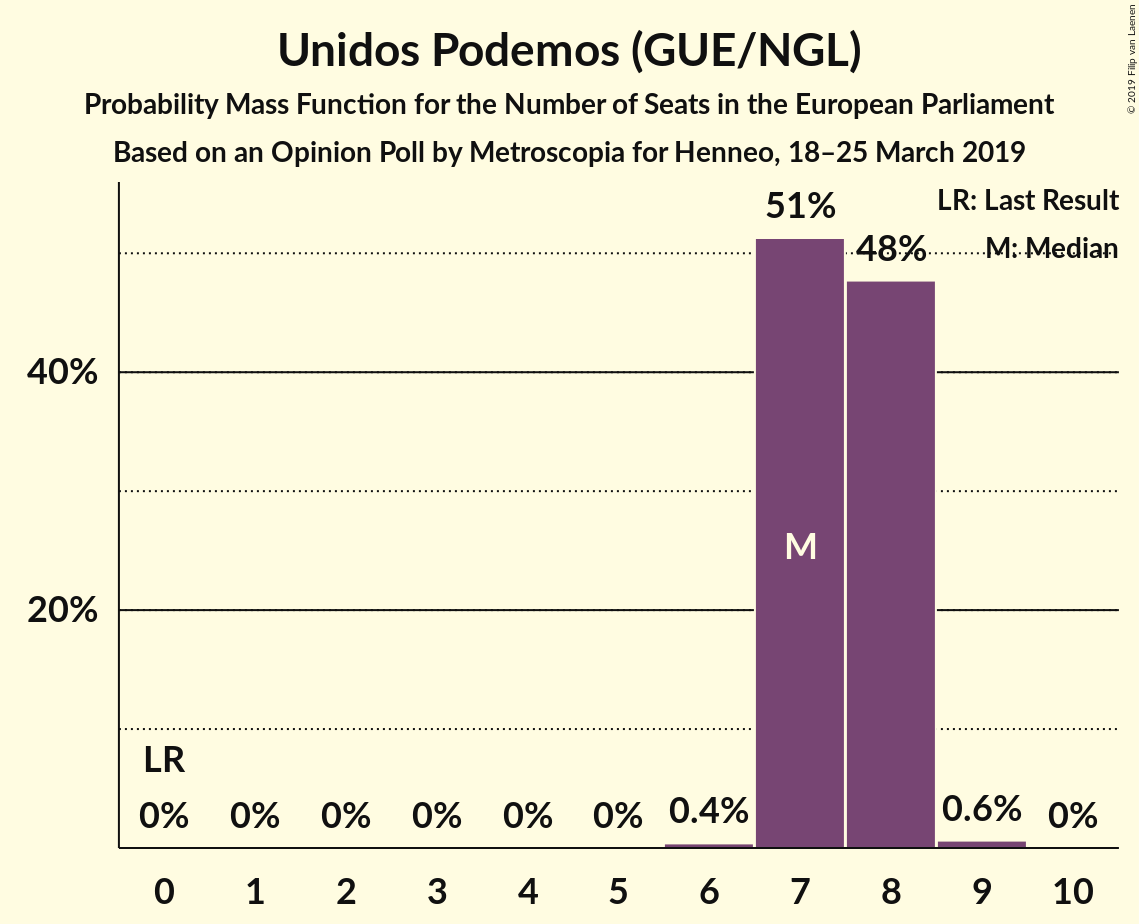 Unidos Podemos (GUE/NGL)
Probability Mass Function for the Number of Seats in the European Parliament
Based on an Opinion Poll by Metroscopia for Henneo, 18–25 March 2019
© 2019 Filip van Laenen
LR: Last Result
M: Median
51%
48%
40%
M
20%
LR
0% 0% 0% 0% 0% 0% 0.4% 0.6% 0%
0 1 2 3 4 5 6 7 8 9 10